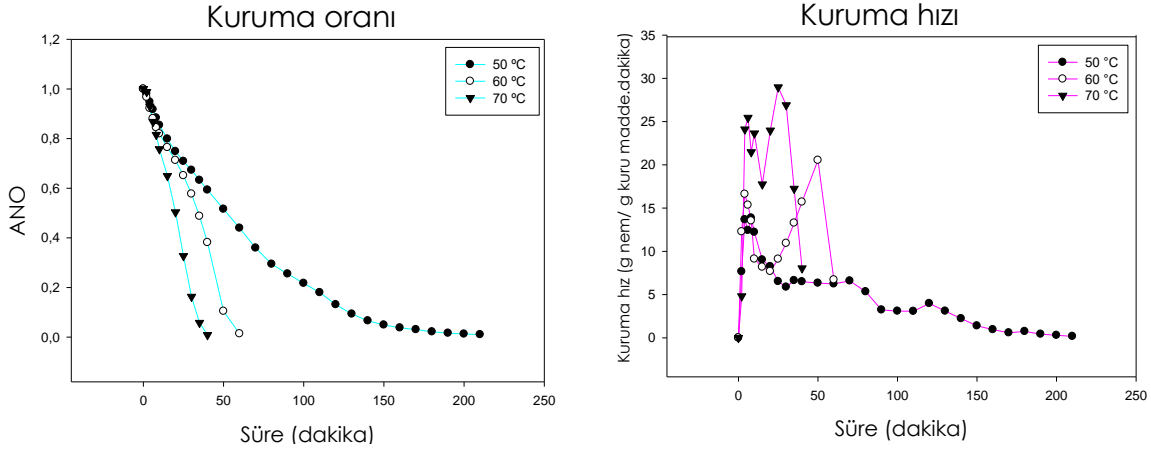 Kuruma oranı
1,2
1,0
0,8
0,6
0,4
0,2
0,0
ANO
50 ºC
60 ºC
70 ºC
0 50 100 150 200 250
Süre (dakika)
Kuruma hızı
35
30
25
20
15
10
5
0
Kuruma hız (g nem/ g kuru madde.dakika)
50 °C
60 °C
70 °C
0 50 100 150 200 250
Süre (dakika)